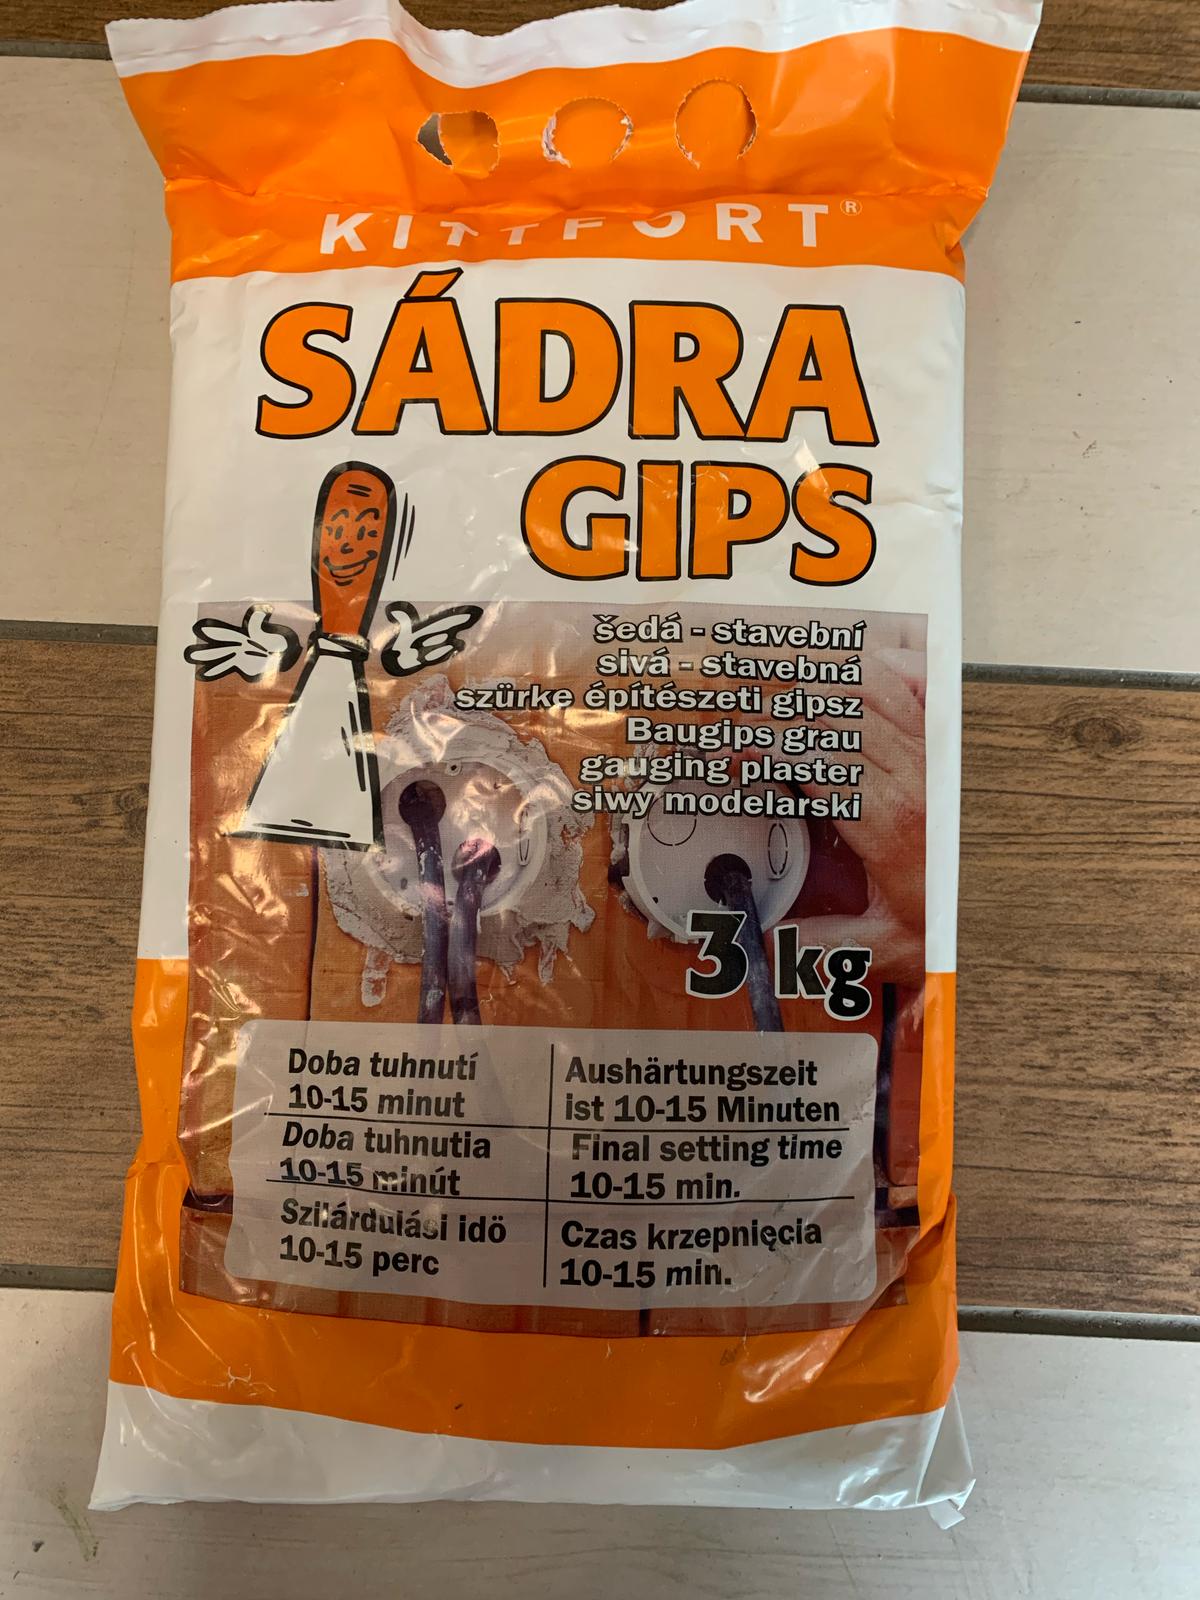 KITTFORT®
SÁDRA
GIPS
šedá - stavební
sivá - stavebná
szürke építészeti gipsz
Baugips grau
gauging plaster
siwy modelarski
3 kg
Doba tuhnutí
10-15 minut
Doba tuhnutia
10-15 minút
Szilárdulási idö
10-15 perc
Aushärtungszeit
ist 10-15 Minuten
Final setting time
10-15 min.
Czas krzepnięcia
10-15 min.